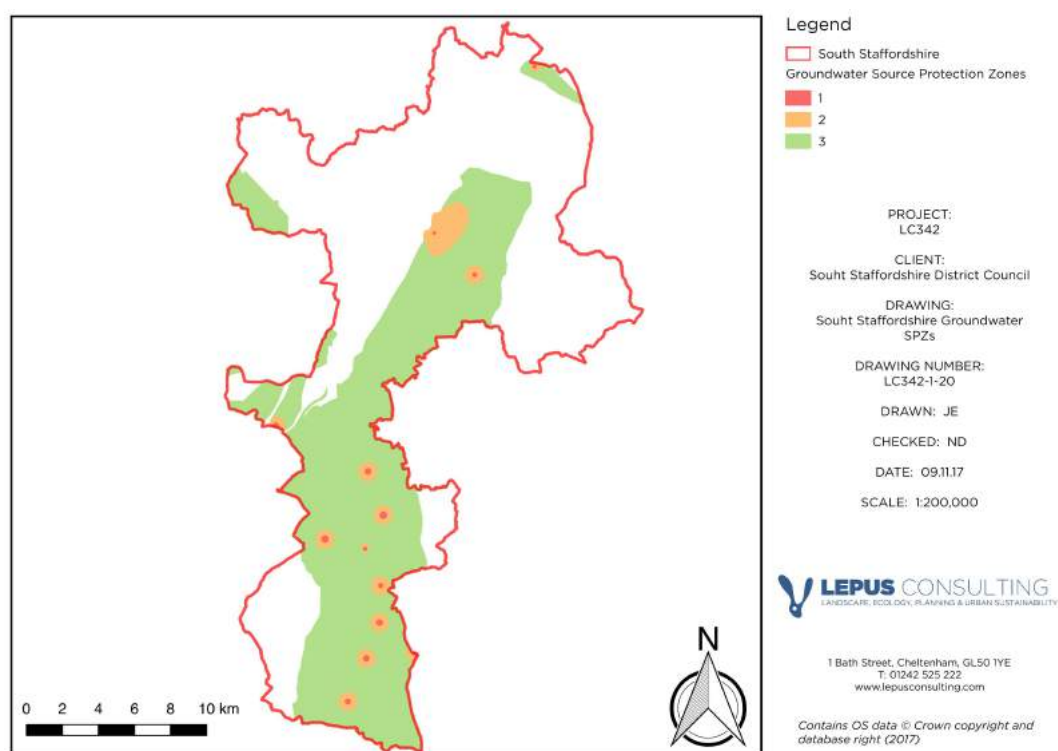 Legend
South Staffordshire
Groundwater Source Protection Zones
1
2
3
PROJECT:
LC342
CLIENT:
Souht Staffordshire District Council
DRAWING:
Souht Staffordshire Groundwater
SPZs
DRAWING NUMBER:
LC342-1-20
DRAWN: JE
CHECKED: ND
DATE: 09.11.17
SCALE: 1:200,000
LEPUS CONSULTING
LANDSCAPE, ECOLOGY, PLANNING & URBAN SUSTAINABILITY
1 Bath Street, Cheltenham, GL50 1YE
T: 01242 525 222
www.lepusconsulting.com
Contains OS data © Crown copyright and
database right (2017)
N
0 2 4 6 8 10 km